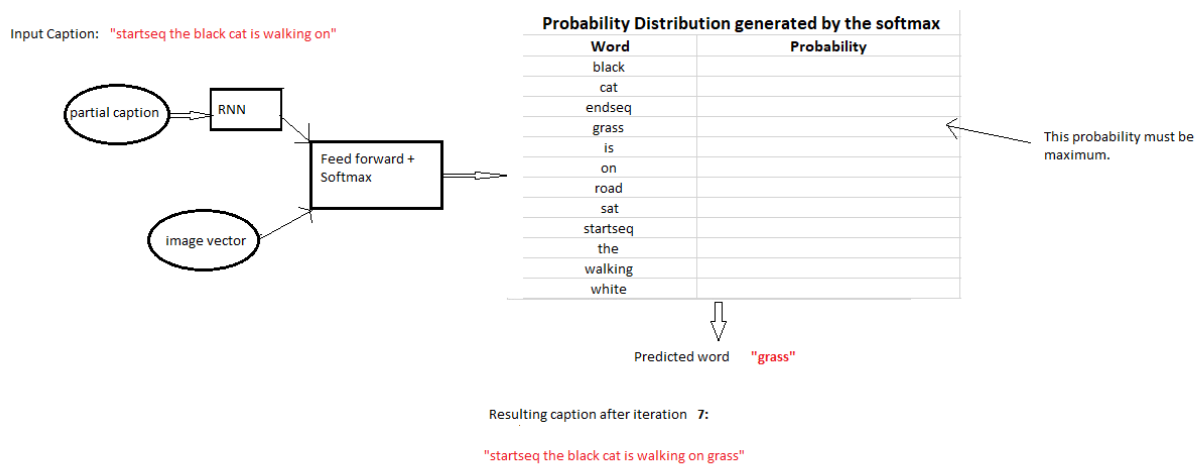 Input Caption: "startseq the black cat is walking on"
Probability Distribution generated by the softmax
Word Probability
black
cat
endseq
grass
is
on
road
sat
startseq
the
walking
white
partial caption
RNN
Feed forward +
Softmax
image vector
This probability must be
maximum.
Predicted word "grass"
Resulting caption after iteration 7:
"startseq the black cat is walking on grass"